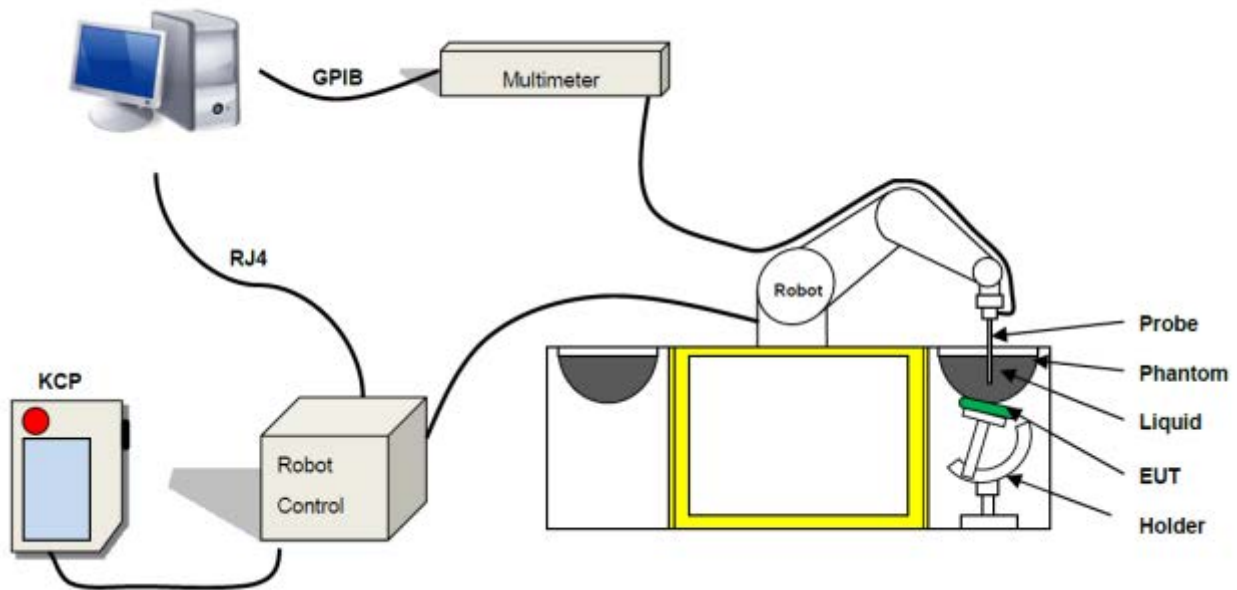 GPIB
Multimeter
RJ4
Robot
KCP
Robot
Control
Probe
Phantom
Liquid
EUT
Holder